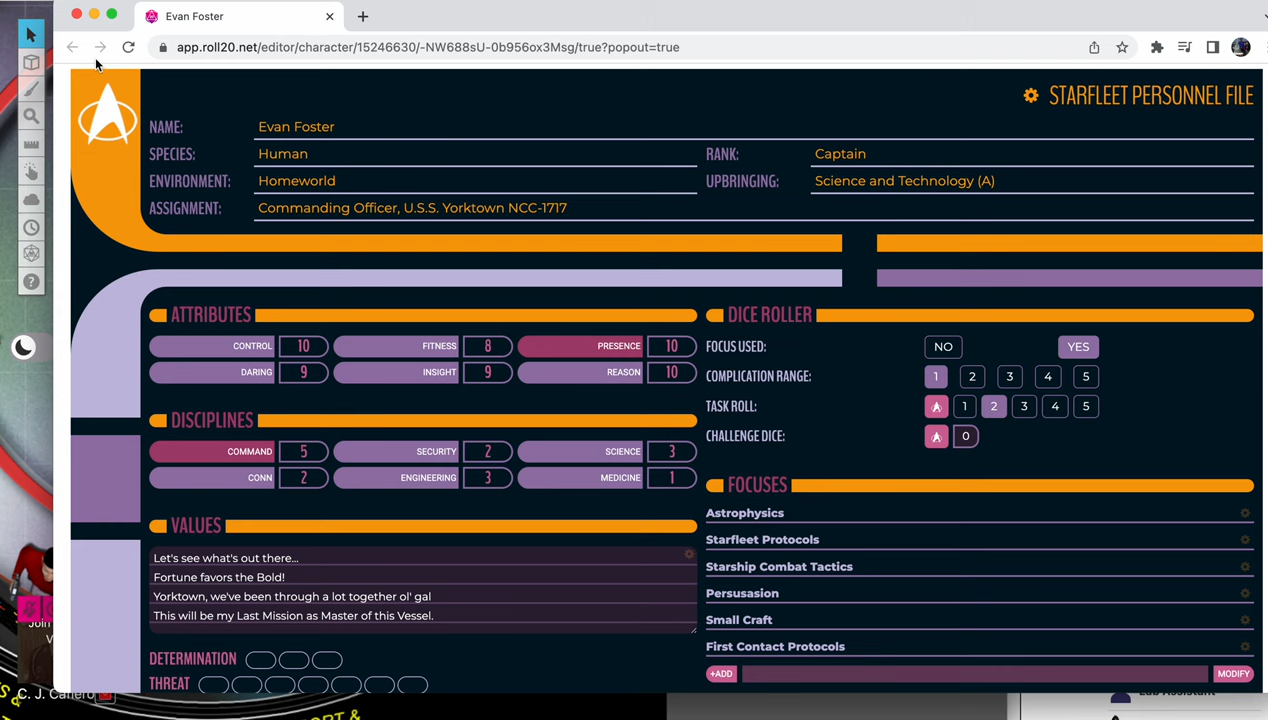 Evan Foster
app.roll20.net/editor/character/15246630/-NW688sU-0b956ox3Msg/true?popout=true
STARFLEET PERSONNEL FILE
NAME: Evan Foster
SPECIES: Human RANK: Captain
ENVIRONMENT: Homeworld UPBRINGING: Science and Technology (A)
ASSIGNMENT: Commanding Officer, U.S.S. Yorktown NCC-1717
ATTRIBUTES
CONTROL 10 FITNESS 8 PRESENCE 10
DARING 9 INSIGHT 9 REASON 10
DISCIPLINES
COMMAND 5 SECURITY 2 SCIENCE 3
CONN 2 ENGINEERING 3 MEDICINE 1
VALUES
Let's see what's out there...
Fortune favors the Bold!
Yorktown, we've been through a lot together ol' gal
This will be my Last Mission as Master of this Vessel.
DETERMINATION
THREAT
DICE ROLLER
FOCUS USED: NO YES
COMPLICATION RANGE: 1 2 3 4 5
TASK ROLL: 1 2 3 4 5
CHALLENGE DICE: 0
FOCUSES
Astrophysics
Starfleet Protocols
Starship Combat Tactics
Persusasion
Small Craft
First Contact Protocols
+ADD MODIFY
Join
C. J. Cañero
Lab Assistant